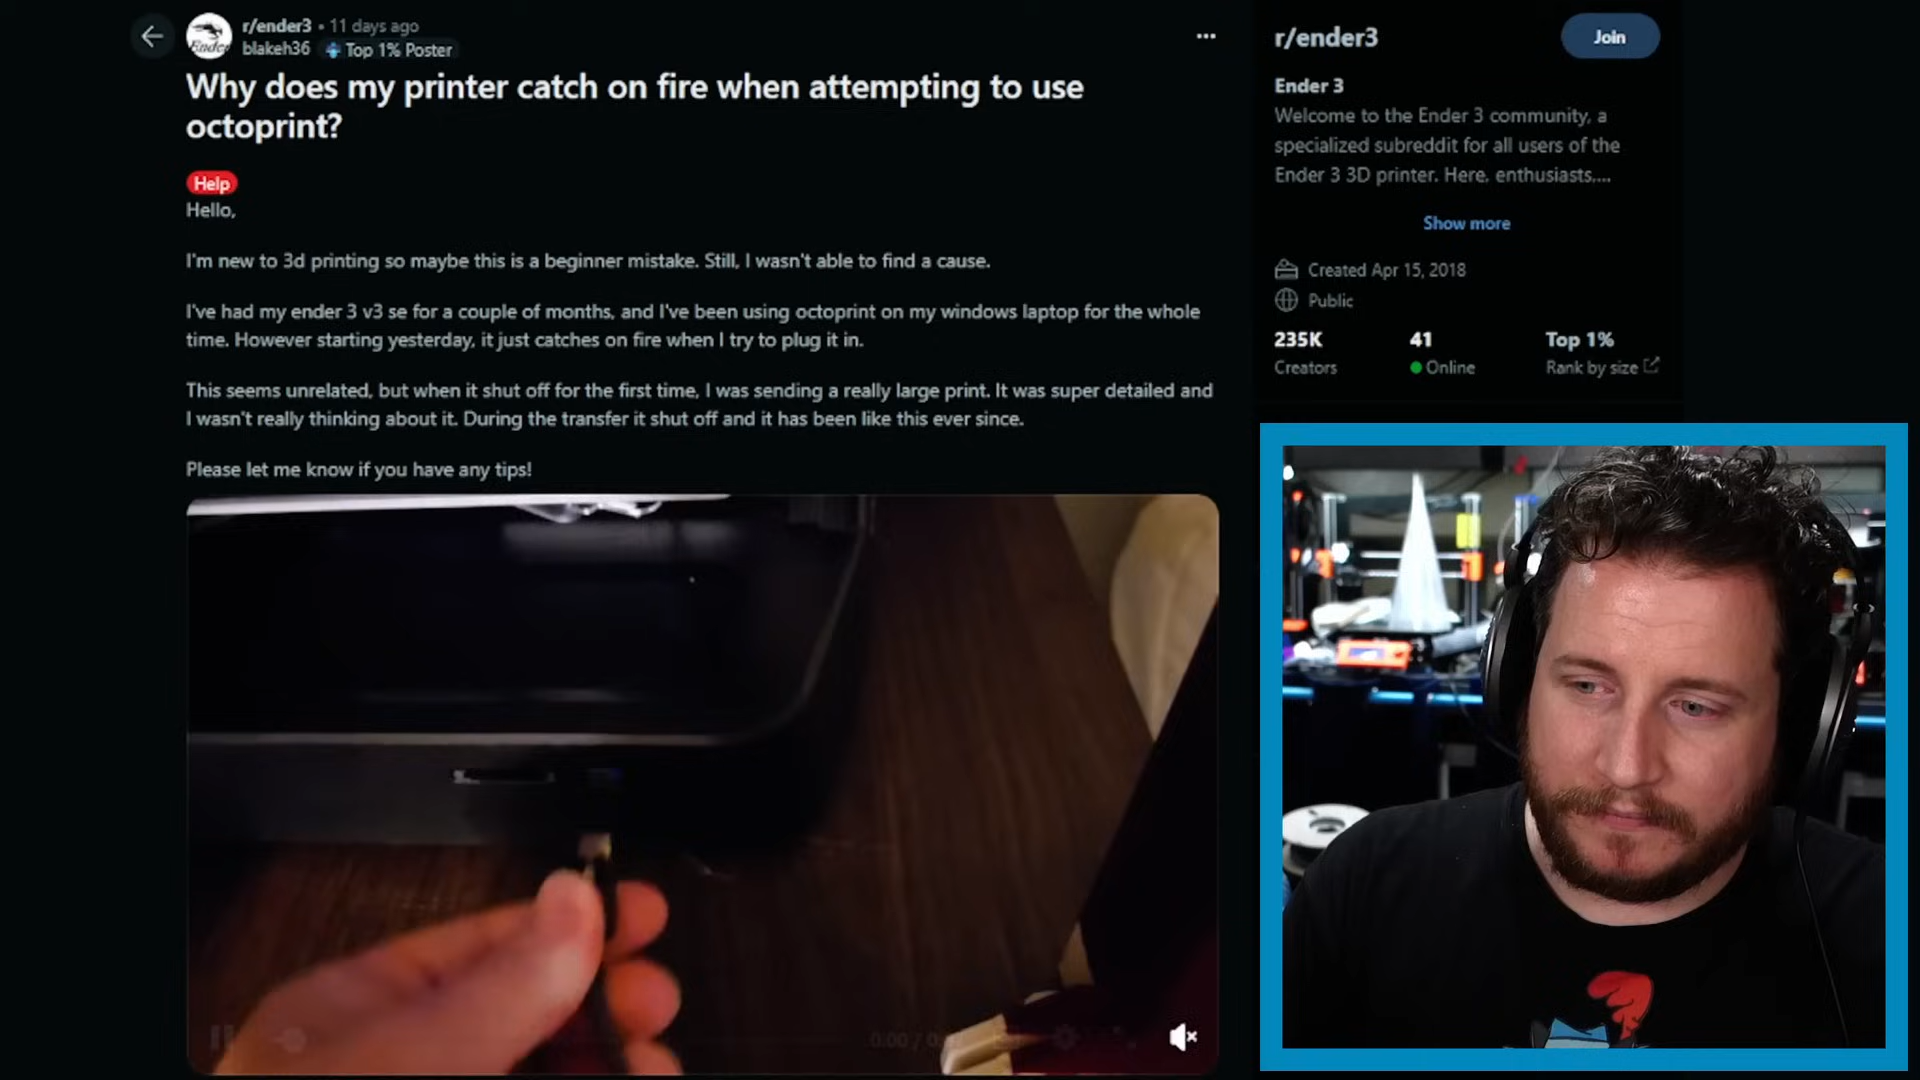 r/ender3 • 11 days ago
blakeh36 Top 1% Poster
Why does my printer catch on fire when attempting to use
octoprint?
Help
Hello,
I'm new to 3d printing so maybe this is a beginner mistake. Still, I wasn't able to find a cause.
I've had my ender 3 v3 se for a couple of months, and I've been using octoprint on my windows laptop for the whole
time. However starting yesterday, it just catches on fire when I try to plug it in.
This seems unrelated, but when it shut off for the first time, I was sending a really large print. It was super detailed and
I wasn't really thinking about it. During the transfer it shut off and it has been like this ever since.
Please let me know if you have any tips!
r/ender3
Join
Ender 3
Welcome to the Ender 3 community, a
specialized subreddit for all users of the
Ender 3 3D printer. Here, enthusiasts....
Show more
Created Apr 15, 2018
Public
235K 41 Top 1%
Creators Online Rank by size